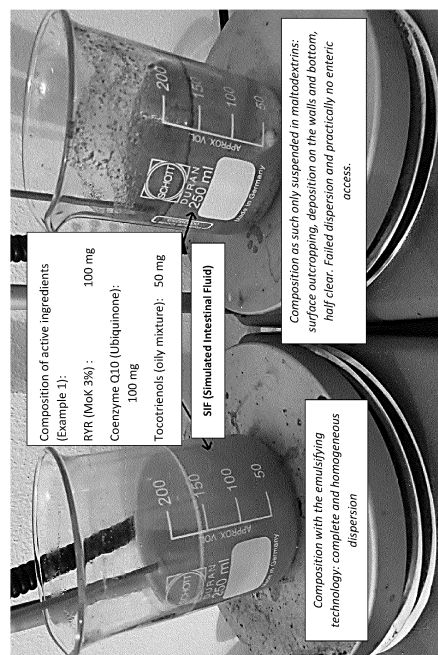 Composition of active ingredients
(Example 1):
RYR (MoK 3%) : 100 mg
Coenzyme Q10 (Ubiquinone):
100 mg
Tocotrienols (oily mixture): 50 mg
SIF (Simulated Intestinal Fluid)
200
150
100
50
APPROX VOL
SCHOTT
DURAN
250 ml
Composition with the emulsifying
technology: complete and homogeneous
dispersion
200
150
100
50
APPROX VOL
SCHOTT
DURAN
250 ml
Made in Germany
Composition as such only suspended in maltodextrins:
surface outcropping, deposition on the walls and bottom,
half clear. Failed dispersion and practically no enteric
access.